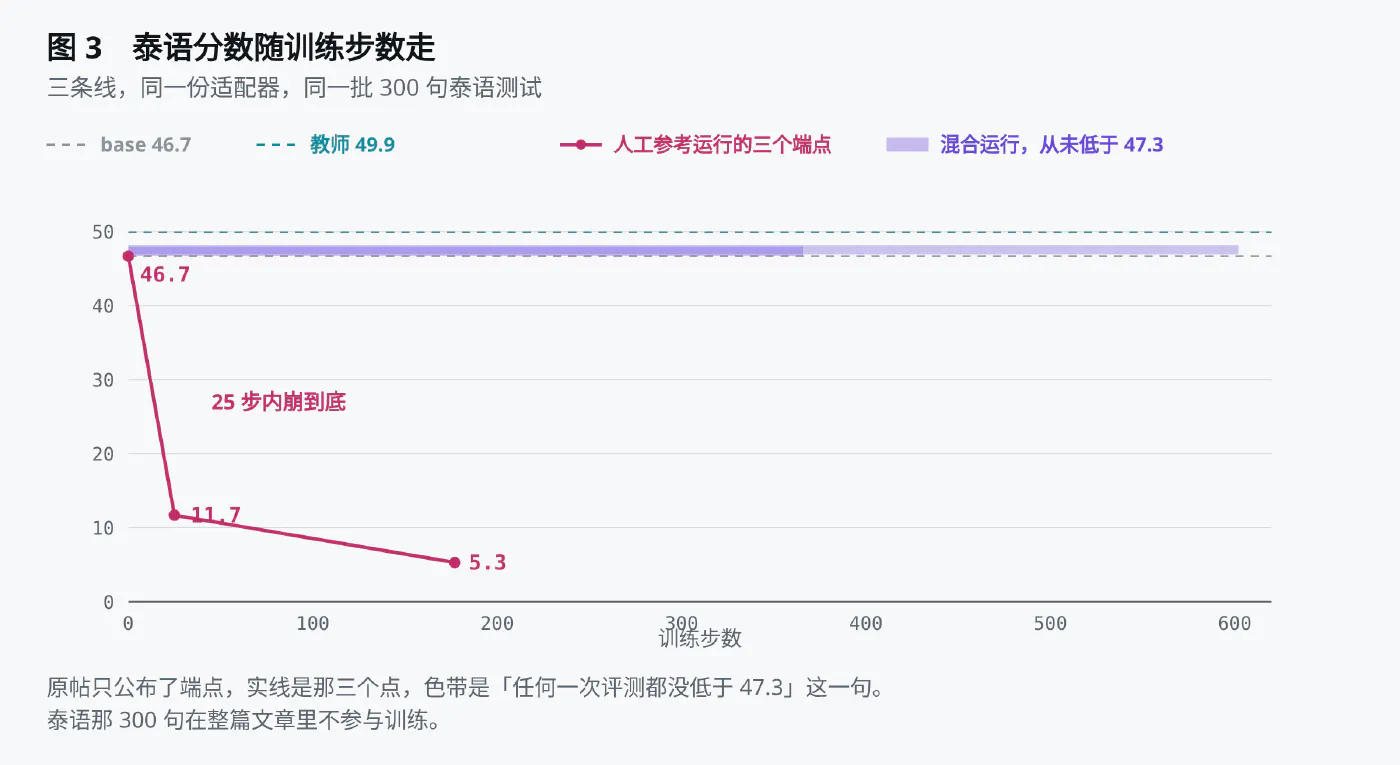 图 3 泰语分数随训练步数走
三条线，同一份适配器，同一批 300 句泰语测试
base 46.7 教师 49.9 人工参考运行的三个端点 混合运行，从未低于 47.3
50
46.7
40
30
25 步内崩到底
20
11.7
10
5.3
0
0 100 200 300 400 500 600
训练步数
原帖只公布了端点，实线是那三个点，色带是「任何一次评测都没低于 47.3」这一句。
泰语那 300 句在整篇文章里不参与训练。